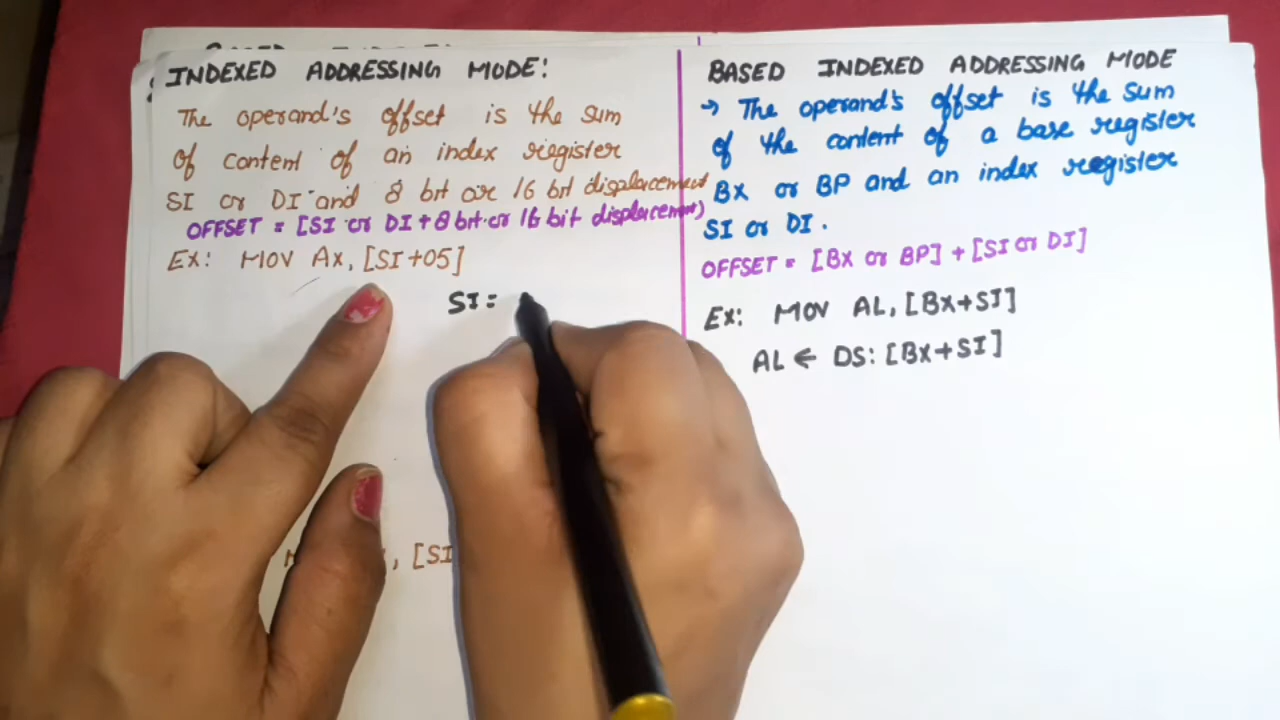 INDEXED ADDRESSING MODE:
The operand's offset is the sum
of content of an index register
SI or DI and 8 bit or 16 bit displacement
OFFSET = [SI or DI + 8 bit or 16 bit displacement)
Ex: MOV AX, [SI+05]
SI =
, [SI
BASED INDEXED ADDRESSING MODE
→ The operand's offset is the sum
of the content of a base register
BX or BP and an index register
SI or DI.
OFFSET = [BX or BP] + [SI or DI]
Ex: MOV AL, [BX+SI]
AL ← DS: [BX+SI]